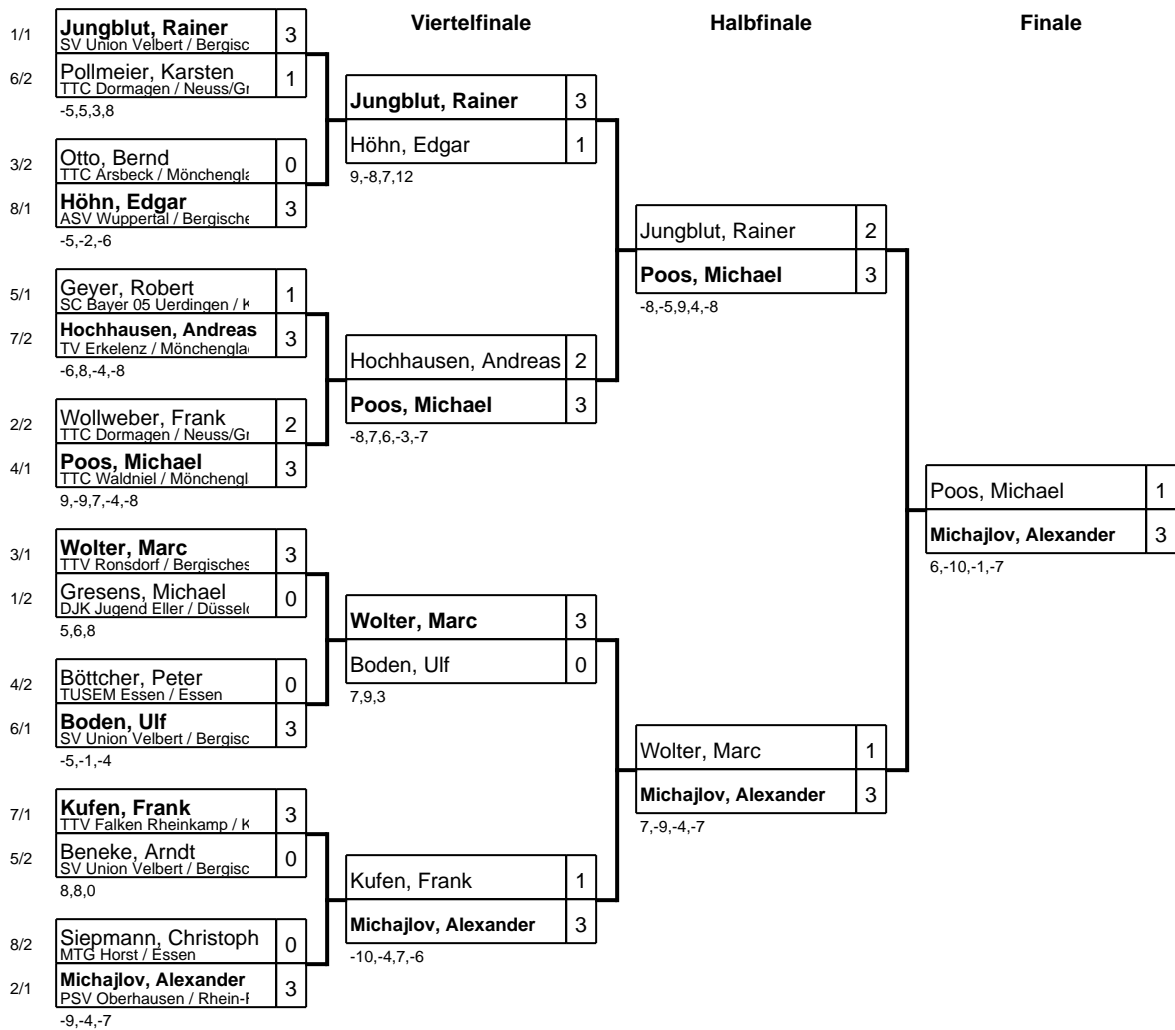 Viertelfinale
Halbfinale
Finale
1/1
Jungblut, Rainer
3
SV Union Velbert / Bergisc
6/2
Pollmeier, Karsten
1
TTC Dormagen / Neuss/Gr
-5,5,3,8
3/2
Otto, Bernd
0
TTC Arsbeck / Mönchengla
8/1
Höhn, Edgar
3
ASV Wuppertal / Bergische
-5,-2,-6
5/1
Geyer, Robert
1
SC Bayer 05 Uerdingen / K
7/2
Hochhausen, Andreas
3
TV Erkelenz / Mönchenglad
-6,8,-4,-8
2/2
Wollweber, Frank
2
TTC Dormagen / Neuss/Gr
4/1
Poos, Michael
3
TTC Waldniel / Mönchengl
9,-9,7,-4,-8
3/1
Wolter, Marc
3
TTV Ronsdorf / Bergisches
1/2
Gresens, Michael
0
DJK Jugend Eller / Düsseld
5,6,8
4/2
Böttcher, Peter
0
TUSEM Essen / Essen
6/1
Boden, Ulf
3
SV Union Velbert / Bergisc
-5,-1,-4
7/1
Kufen, Frank
3
TTV Falken Rheinkamp / K
5/2
Beneke, Arndt
0
SV Union Velbert / Bergisc
8,8,0
8/2
Siepmann, Christoph
0
MTG Horst / Essen
2/1
Michajlov, Alexander
3
PSV Oberhausen / Rhein-R
-9,-4,-7
Jungblut, Rainer
3
Höhn, Edgar
1
9,-8,7,12
Hochhausen, Andreas
2
Poos, Michael
3
-8,7,6,-3,-7
Wolter, Marc
3
Boden, Ulf
0
7,9,3
Kufen, Frank
1
Michajlov, Alexander
3
-10,-4,7,-6
Jungblut, Rainer
2
Poos, Michael
3
-8,-5,9,4,-8
Wolter, Marc
1
Michajlov, Alexander
3
7,-9,-4,-7
Poos, Michael
1
Michajlov, Alexander
3
6,-10,-1,-7